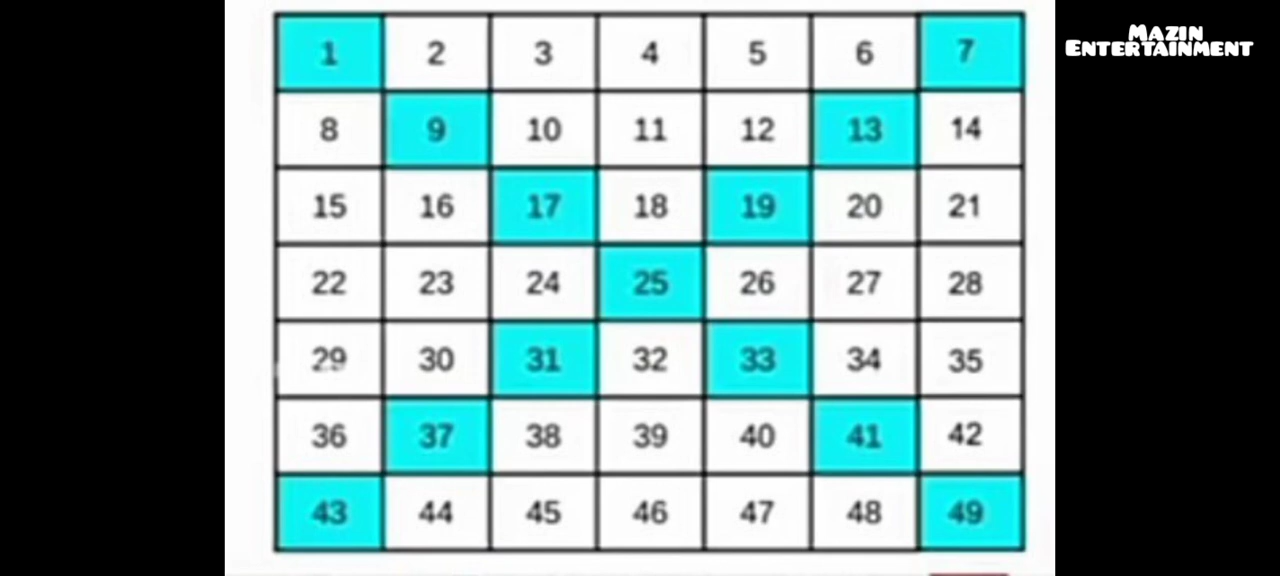 MAZIN
ENTERTAINMENT
1 2 3 4 5 6 7
8 9 10 11 12 13 14
15 16 17 18 19 20 21
22 23 24 25 26 27 28
29 30 31 32 33 34 35
36 37 38 39 40 41 42
43 44 45 46 47 48 49